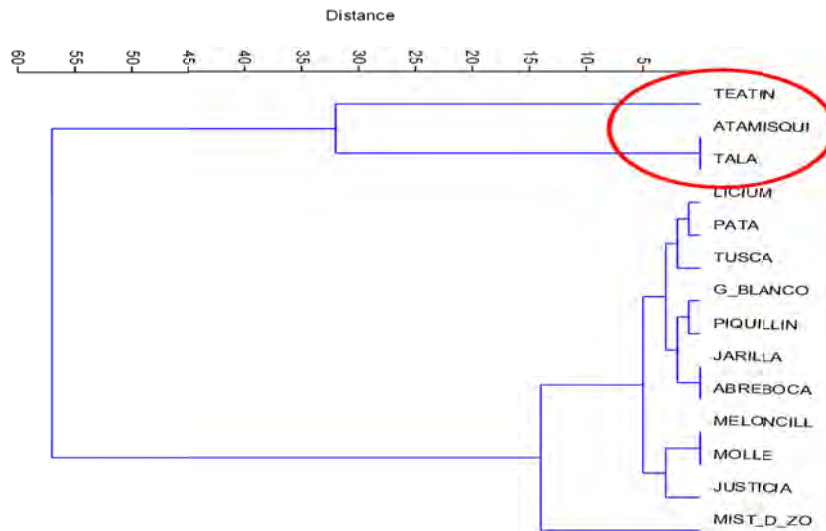 Distance
60 55 50 45 40 35 30 25 20 15 10 5
TEATIN
ATAMISQUI
TALA
LICIUM
PATA
TUSCA
G_BLANCO
PIQUILLIN
JARILLA
ABREBOCA
MELONCILL
MOLLE
JUSTICIA
MIST_D_ZO